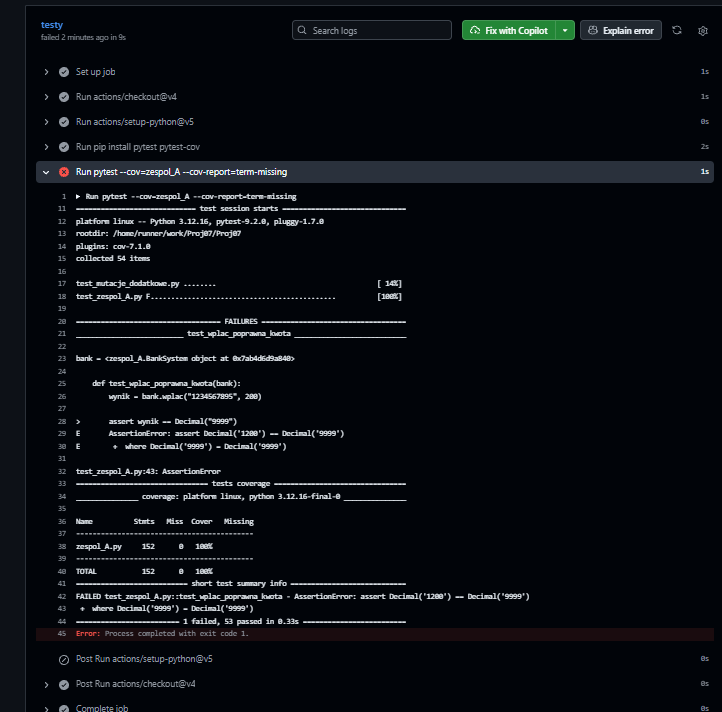 testy
failed 2 minutes ago in 9s
Search logs
Fix with Copilot
Explain error
Set up job 1s
Run actions/checkout@v4 1s
Run actions/setup-python@v5 0s
Run pip install pytest pytest-cov 2s
Run pytest --cov=zespol_A --cov-report=term-missing 1s
1 ▶ Run pytest --cov=zespol_A --cov-report=term-missing
11 ============================= test session starts ==============================
12 platform linux -- Python 3.12.16, pytest-9.2.0, pluggy-1.7.0
13 rootdir: /home/runner/work/Proj07/Proj07
14 plugins: cov-7.1.0
15 collected 54 items
16
17 test_mutacje_dodatkowe.py ........ [ 14%]
18 test_zespol_A.py F............................................. [100%]
19
20 =================================== FAILURES ===================================
21 __________________________ test_wplac_poprawna_kwota ___________________________
22
23 bank = <zespol_A.BankSystem object at 0x7ab4d6d9a840>
24
25 def test_wplac_poprawna_kwota(bank):
26 wynik = bank.wplac("1234567895", 200)
27
28 > assert wynik == Decimal("9999")
29 E AssertionError: assert Decimal('1200') == Decimal('9999')
30 E + where Decimal('9999') = Decimal('9999')
31
32 test_zespol_A.py:43: AssertionError
33 ================================ tests coverage ================================
34 _______________ coverage: platform linux, python 3.12.16-final-0 _______________
35
36 Name Stmts Miss Cover Missing
37 -------------------------------------------
38 zespol_A.py 152 0 100%
39 -------------------------------------------
40 TOTAL 152 0 100%
41 =========================== short test summary info ============================
42 FAILED test_zespol_A.py::test_wplac_poprawna_kwota - AssertionError: assert Decimal('1200') == Decimal('9999')
43 + where Decimal('9999') = Decimal('9999')
44 ========================= 1 failed, 53 passed in 0.33s =========================
45 Error: Process completed with exit code 1.
Post Run actions/setup-python@v5 0s
Post Run actions/checkout@v4 0s
Complete job 0s